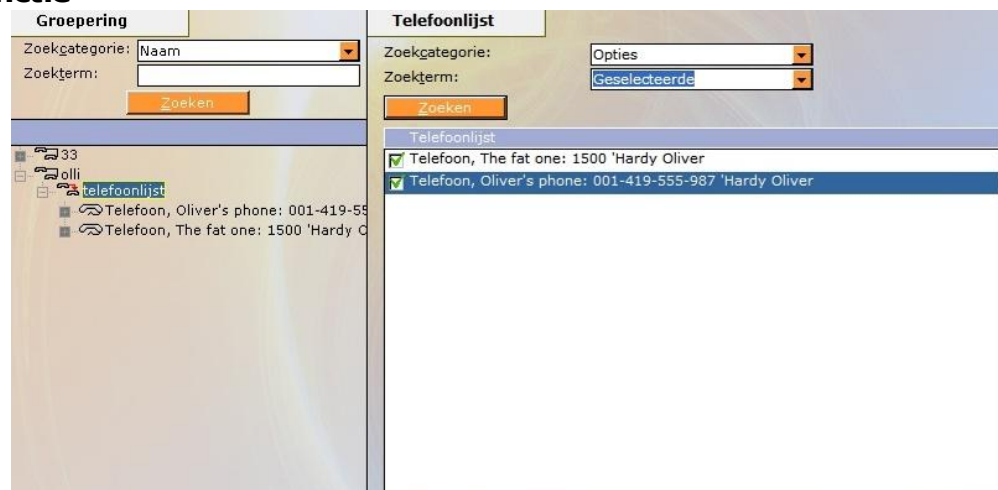 Groepering
Zoekcategorie: Naam
Zoekterm:
Zoeken
33
olli
telefoonlijst
Telefoon, Oliver's phone: 001-419-55
Telefoon, The fat one: 1500 'Hardy O
Telefoonlijst
Zoekcategorie: Opties
Zoekterm: Geselecteerde
Zoeken
Telefoonlijst
Telefoon, The fat one: 1500 'Hardy Oliver
Telefoon, Oliver's phone: 001-419-555-987 'Hardy Oliver